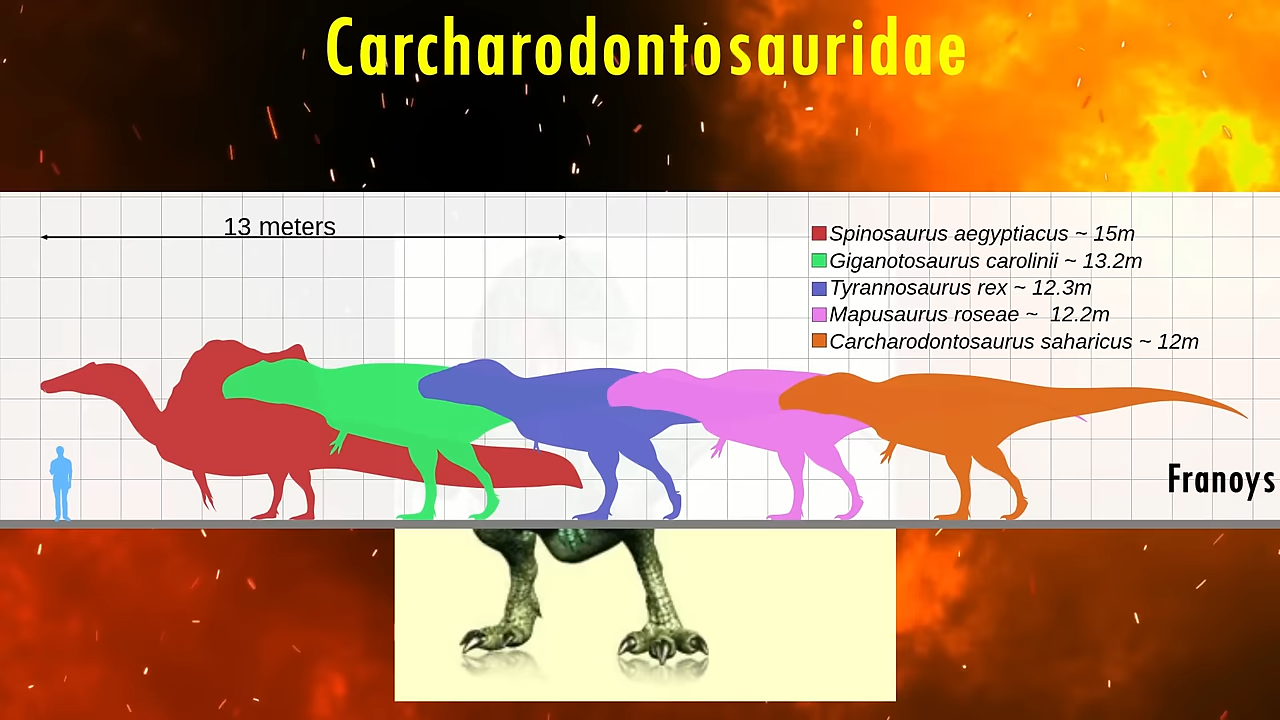 Carcharodontosauridae
13 meters
Spinosaurus aegyptiacus ~ 15m
Giganotosaurus carolinii ~ 13.2m
Tyrannosaurus rex ~ 12.3m
Mapusaurus roseae ~ 12.2m
Carcharodontosaurus saharicus ~ 12m
Franoys